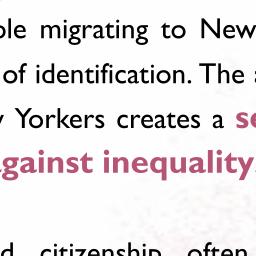 ple migrating to New
of identification. The
Yorkers creates a se
against inequality.
citizenship often